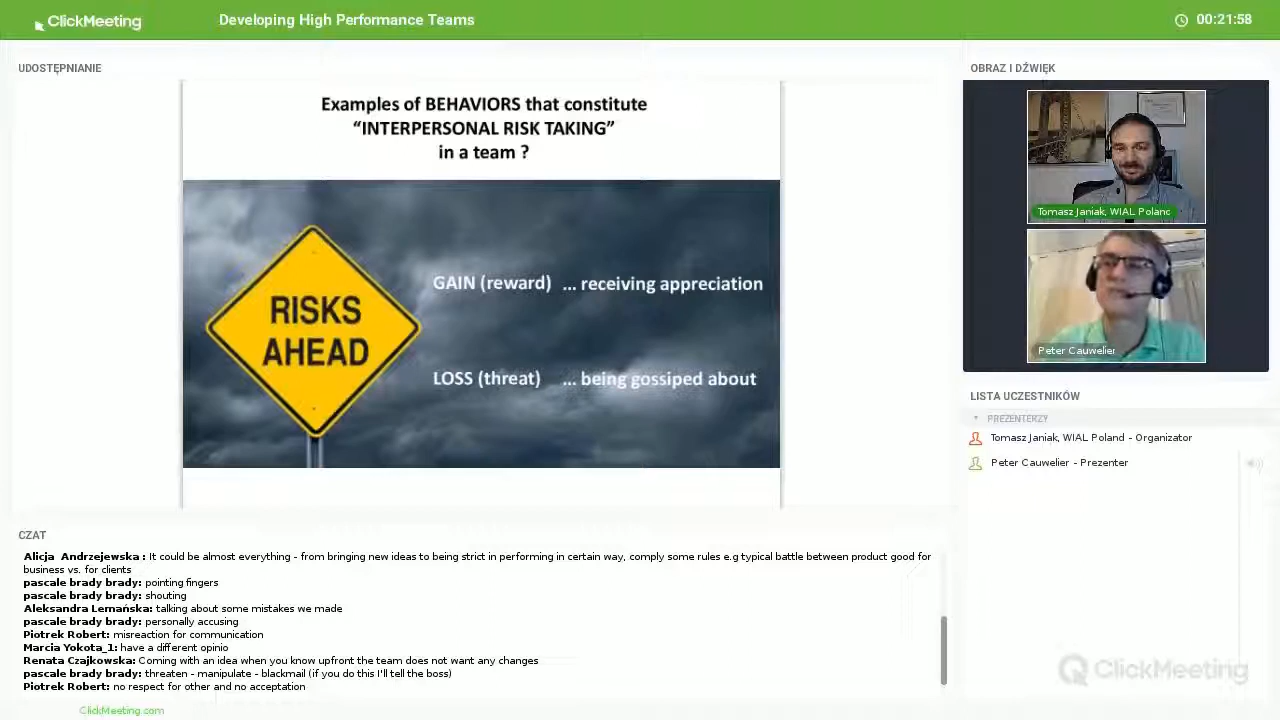 ClickMeeting
Developing High Performance Teams
00:21:58
UDOSTĘPNIANIE
Examples of BEHAVIORS that constitute
“INTERPERSONAL RISK TAKING”
in a team ?
RISKS
AHEAD
GAIN (reward) ... receiving appreciation
LOSS (threat) ... being gossiped about
OBRAZ I DŹWIĘK
Tomasz Janiak, WIAL Poland
Peter Cauwelier
LISTA UCZESTNIKÓW
PREZENTERZY
Tomasz Janiak, WIAL Poland - Organizator
Peter Cauwelier - Prezenter
CZAT
Alicja Andrzejewska : It could be almost everything - from bringing new ideas to being strict in performing in certain way, comply some rules e.g typical battle between product good for
business vs. for clients
pascale brady brady: pointing fingers
pascale brady brady: shouting
Aleksandra Lemańska: talking about some mistakes we made
pascale brady brady: personally accusing
Piotrek Robert: misreaction for communication
Marcia Yokota_1: have a different opinio
Renata Czajkowska: Coming with an idea when you know upfront the team does not want any changes
pascale brady brady: threaten - manipulate - blackmail (if you do this I'll tell the boss)
Piotrek Robert: no respect for other and no acceptation
ClickMeeting
ClickMeeting.com